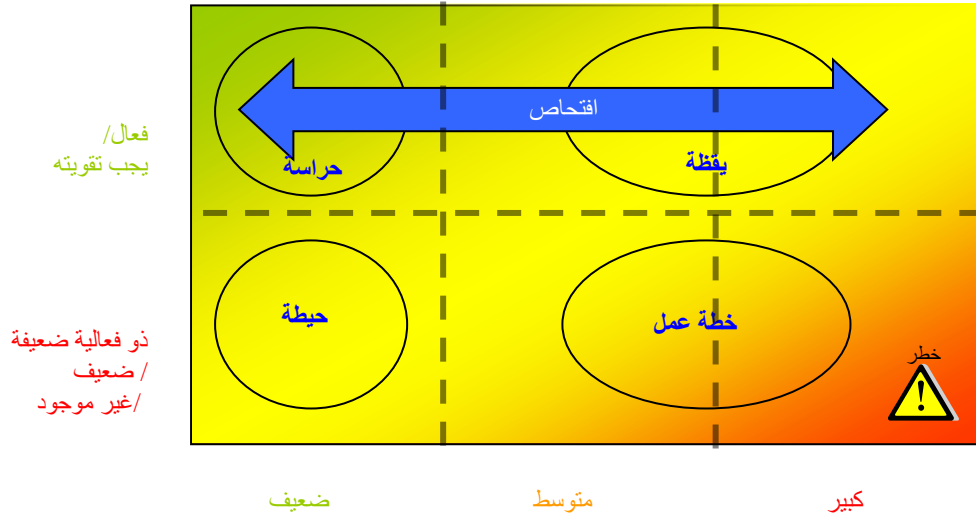 افتحاص
فعال/
يجب تقويته
يقظة
حراسة
خطة عمل
حيطة
ذو فعالية ضعيفة
/ ضعيف
/غير موجود
خطر
كبير
متوسط
ضعيف